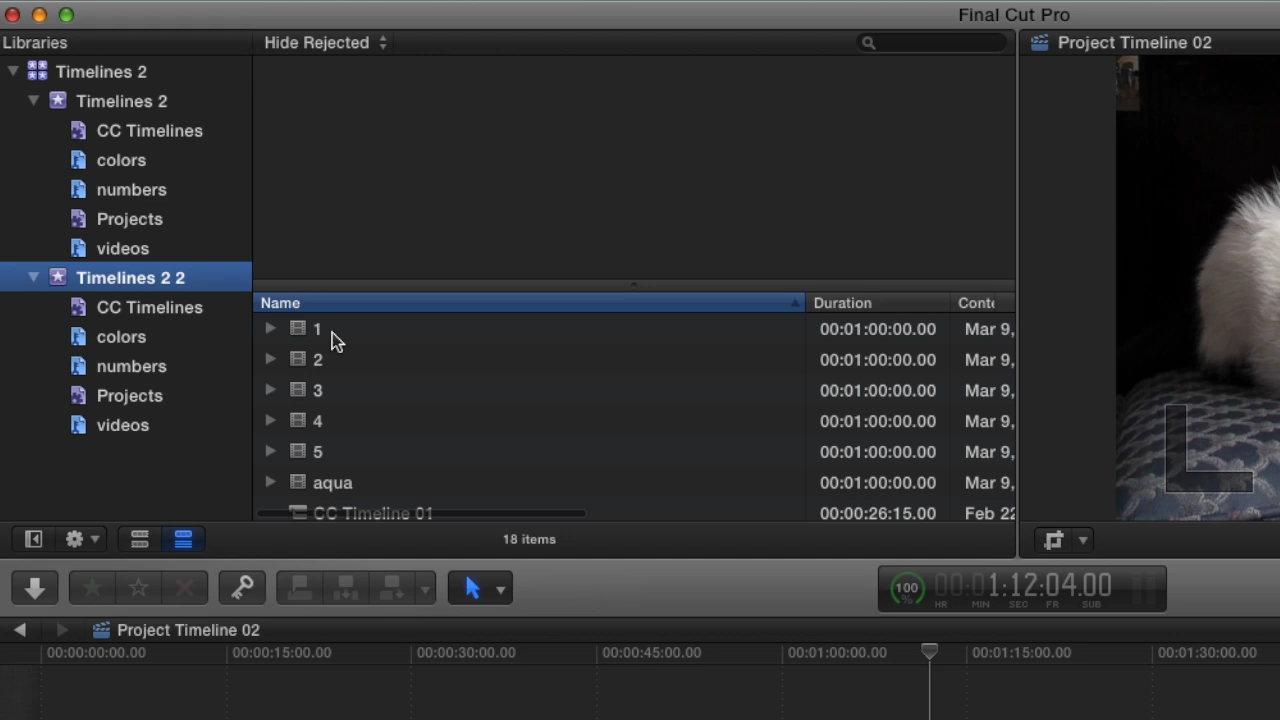 Final Cut Pro
Libraries
Hide Rejected
Project Timeline 02
Timelines 2
Timelines 2
CC Timelines
colors
numbers
Projects
videos
Timelines 2 2
CC Timelines
colors
numbers
Projects
videos
Name Duration Conte
1 00:01:00:00.00 Mar 9,
2 00:01:00:00.00 Mar 9,
3 00:01:00:00.00 Mar 9,
4 00:01:00:00.00 Mar 9,
5 00:01:00:00.00 Mar 9,
aqua 00:01:00:00.00 Mar 9,
CC Timeline 01 00:00:26:15.00 Feb 22
18 items
100 % 00:01:12:04.00
HR MIN SEC FR SUB
Project Timeline 02
00:00:00:00.00 00:00:15:00.00 00:00:30:00.00 00:00:45:00.00 00:01:00:00.00 00:01:15:00.00 00:01:30:00.00